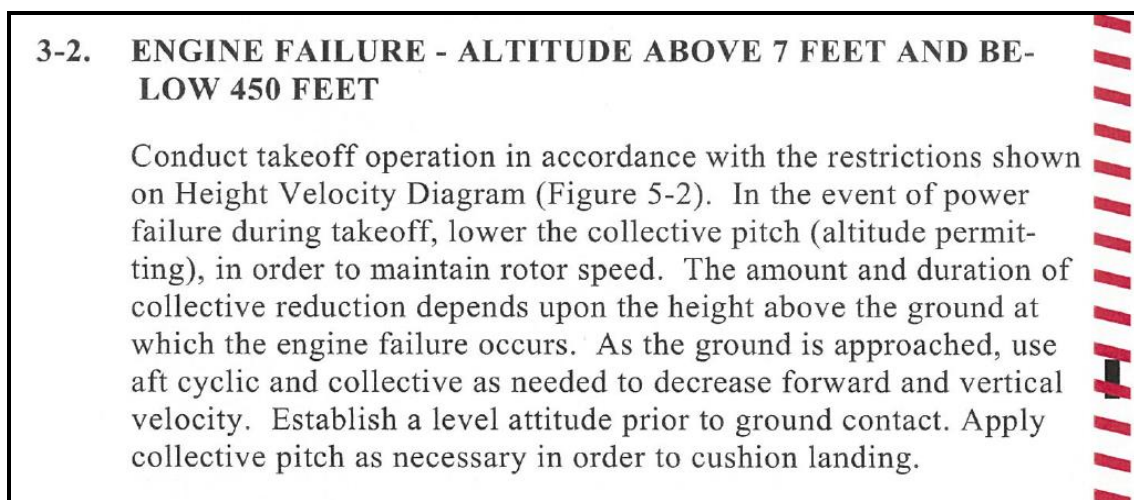 3-2. ENGINE FAILURE - ALTITUDE ABOVE 7 FEET AND BE-
LOW 450 FEET
Conduct takeoff operation in accordance with the restrictions shown
on Height Velocity Diagram (Figure 5-2). In the event of power
failure during takeoff, lower the collective pitch (altitude permit-
ting), in order to maintain rotor speed. The amount and duration of
collective reduction depends upon the height above the ground at
which the engine failure occurs. As the ground is approached, use
aft cyclic and collective as needed to decrease forward and vertical
velocity. Establish a level attitude prior to ground contact. Apply
collective pitch as necessary in order to cushion landing.